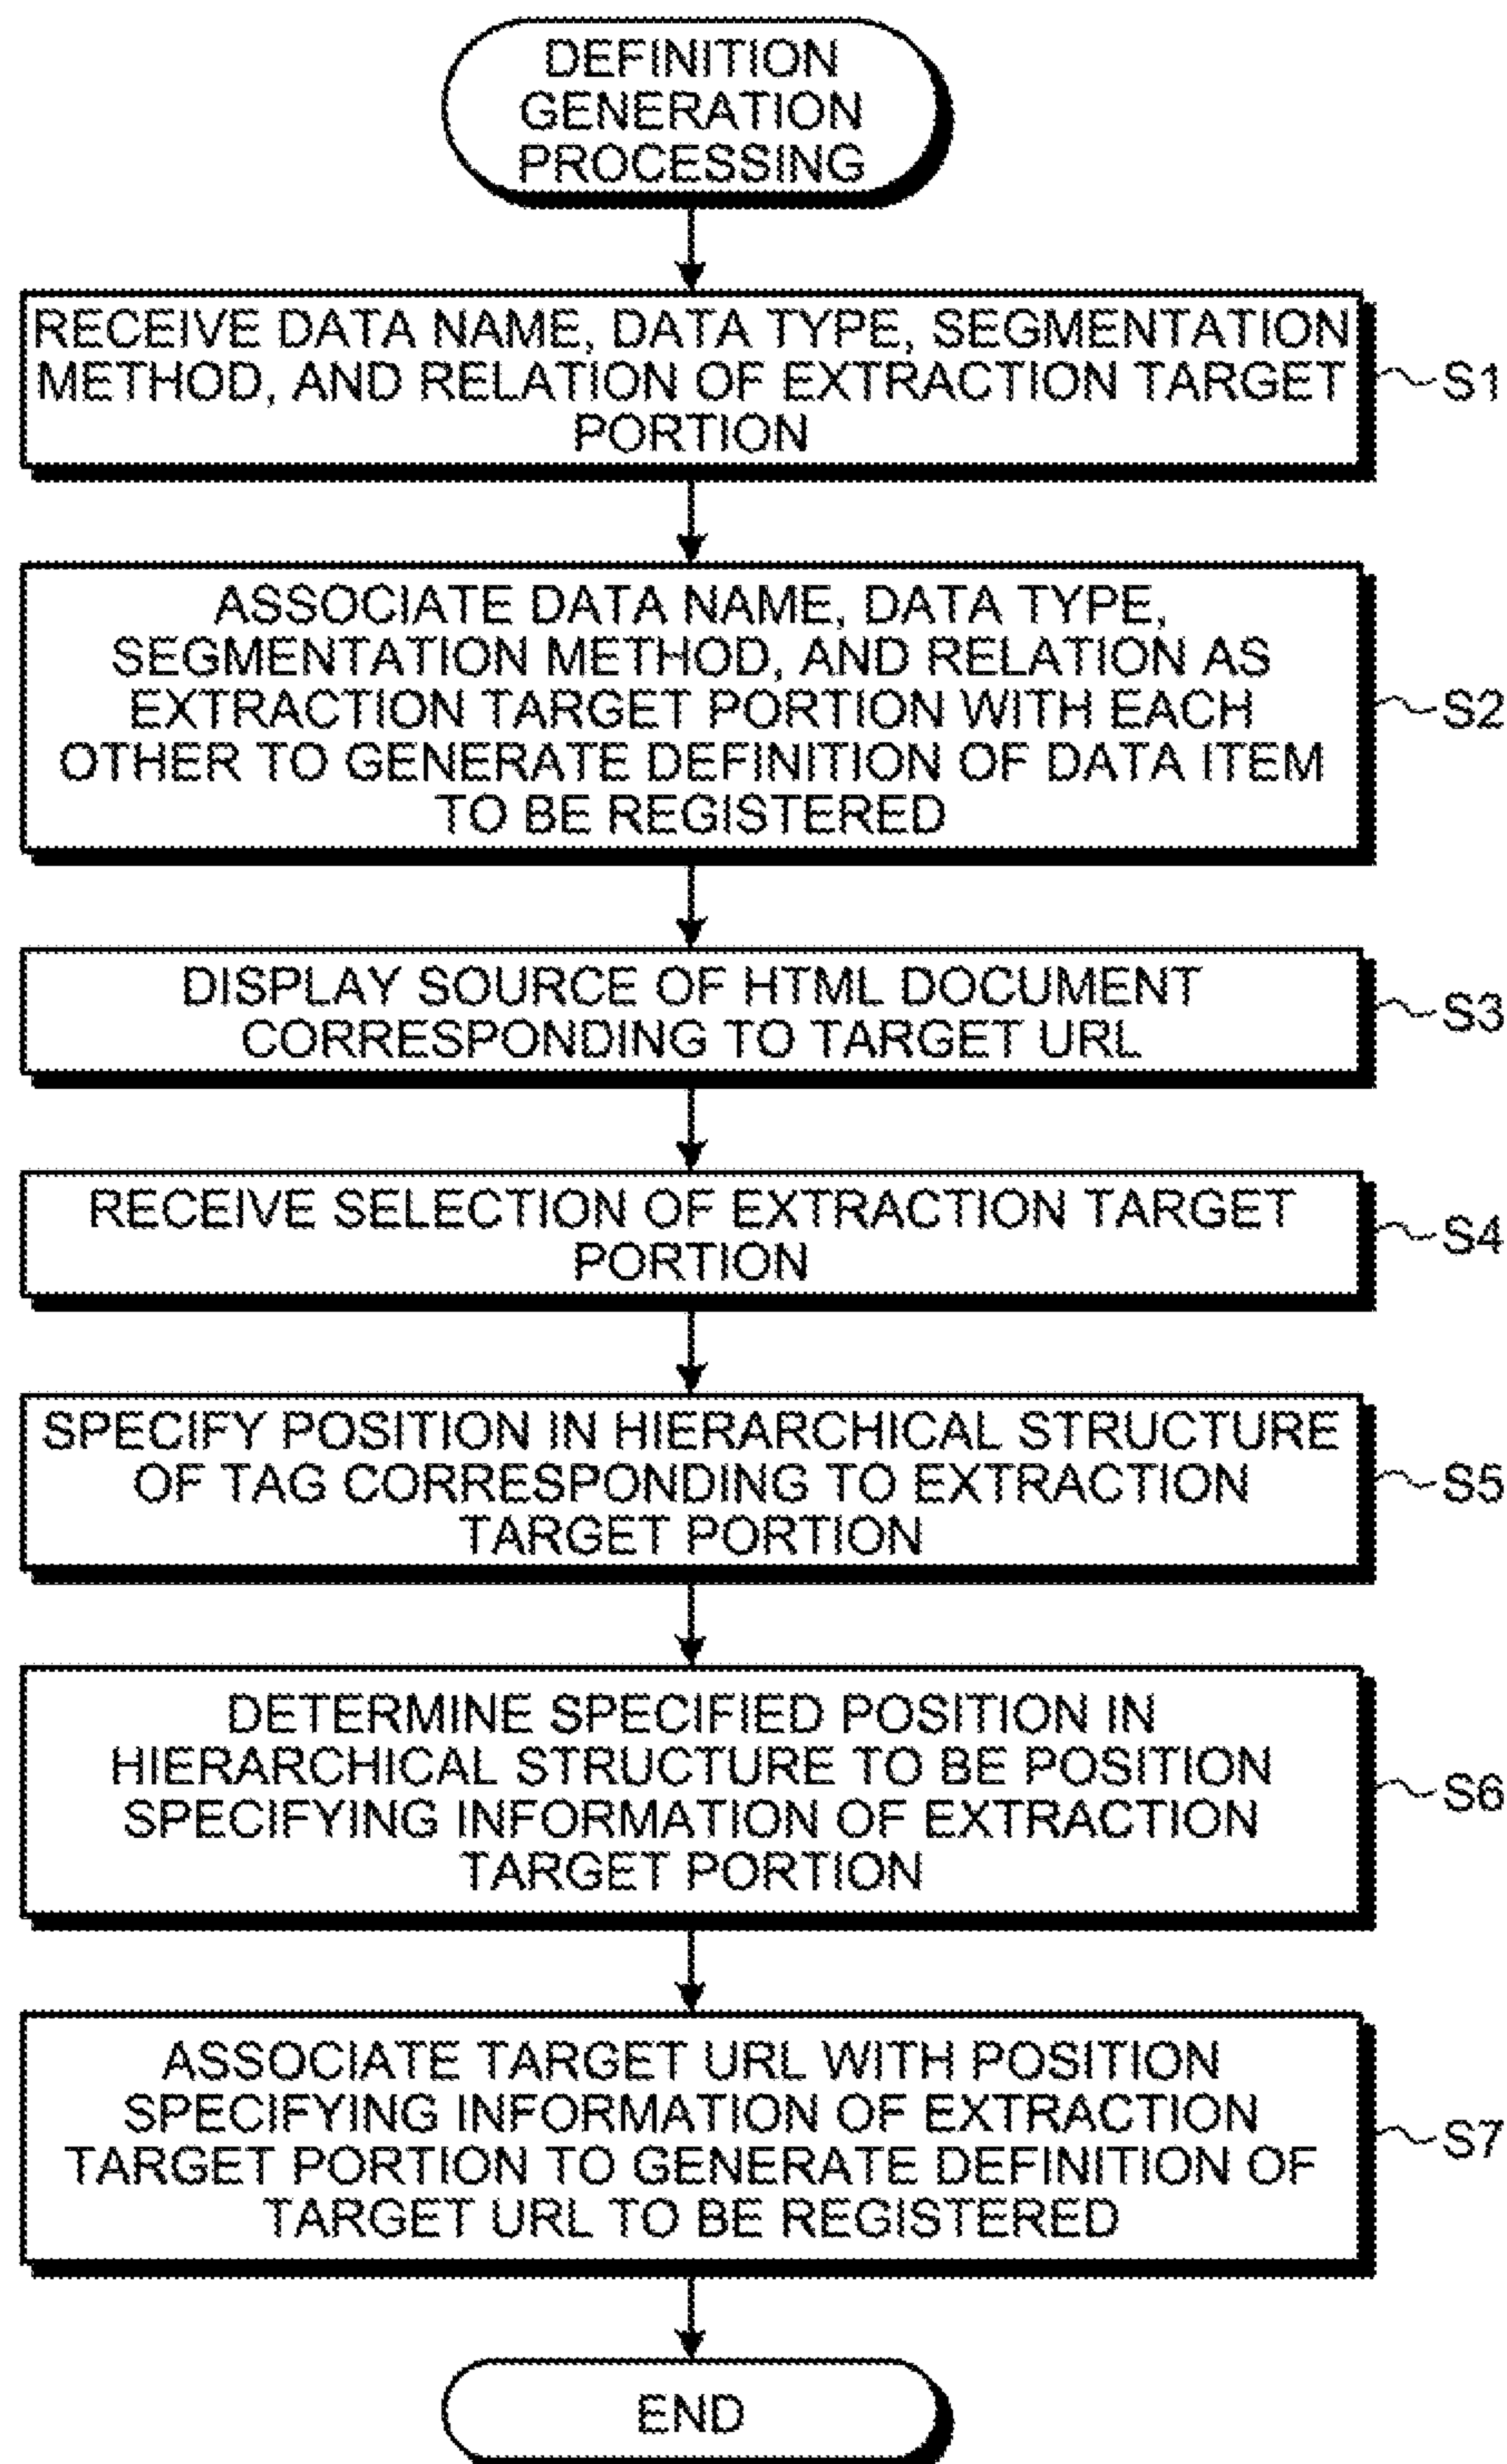 DEFINITION
GENERATION
PROCESSING
RECEIVE DATA NAME, DATA TYPE, SEGMENTATION
METHOD, AND RELATION OF EXTRACTION TARGET
PORTION
S1
ASSOCIATE DATA NAME, DATA TYPE,
SEGMENTATION METHOD, AND RELATION AS
EXTRACTION TARGET PORTION WITH EACH
OTHER TO GENERATE DEFINITION OF DATA ITEM
TO BE REGISTERED
S2
DISPLAY SOURCE OF HTML DOCUMENT
CORRESPONDING TO TARGET URL
S3
RECEIVE SELECTION OF EXTRACTION TARGET
PORTION
S4
SPECIFY POSITION IN HIERARCHICAL STRUCTURE
OF TAG CORRESPONDING TO EXTRACTION
TARGET PORTION
S5
DETERMINE SPECIFIED POSITION IN
HIERARCHICAL STRUCTURE TO BE POSITION
SPECIFYING INFORMATION OF EXTRACTION
TARGET PORTION
S6
ASSOCIATE TARGET URL WITH POSITION
SPECIFYING INFORMATION OF EXTRACTION
TARGET PORTION TO GENERATE DEFINITION OF
TARGET URL TO BE REGISTERED
S7
END